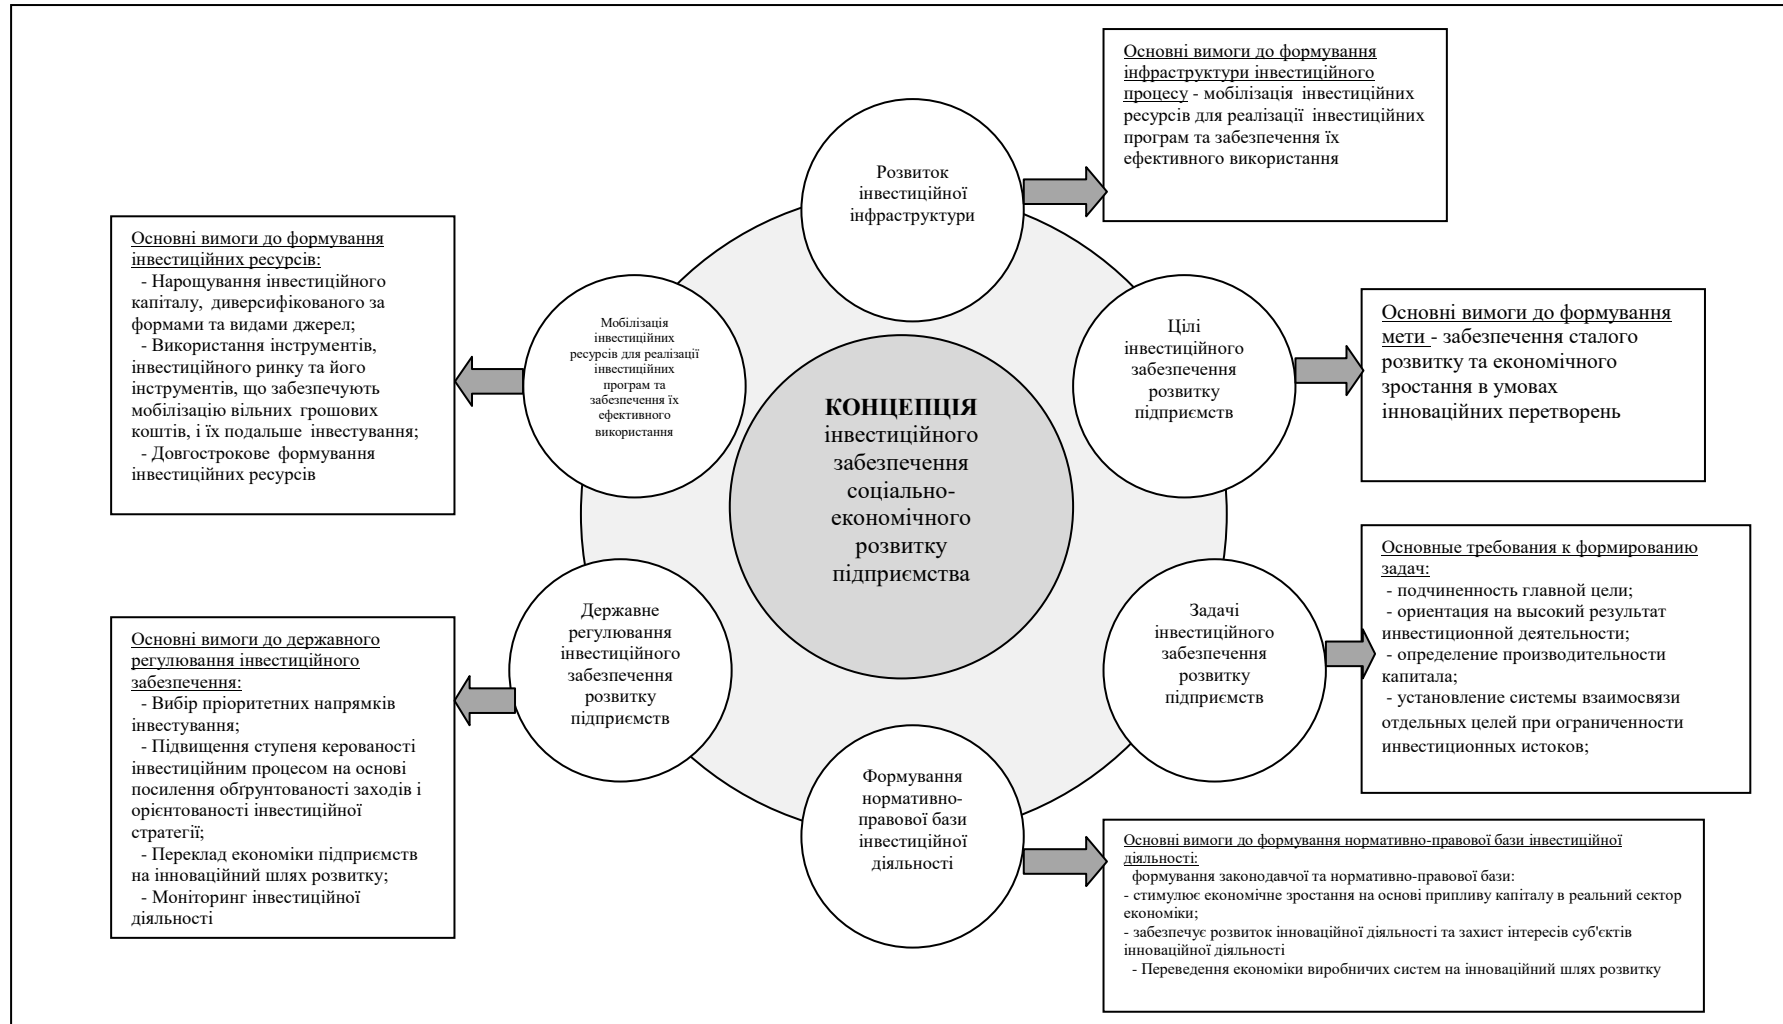 Основні вимоги до формування
інфраструктури інвестиційного
процесу - мобілізація інвестиційних
ресурсів для реалізації інвестиційних
програм та забезпечення їх
ефективного використання
Розвиток
інвестиційної
інфраструктури
Основні вимоги до формування
інвестиційних ресурсів:
- Нарощування інвестиційного
капіталу, диверсифікованого за
формами та видами джерел;
- Використання інструментів,
інвестиційного ринку та його
інструментів, що забезпечують
мобілізацію вільних грошових
коштів, і їх подальше інвестування;
- Довгострокове формування
інвестиційних ресурсів
Мобілізація
інвестиційних
ресурсів для реалізації
інвестиційних
програм та
забезпечення їх
ефективного
використання
Цілі
інвестиційного
забезпечення
розвитку
підприємств
Основні вимоги до формування
мети - забезпечення сталого
розвитку та економічного
зростання в умовах
інноваційних перетворень
КОНЦЕПЦІЯ
інвестиційного
забезпечення
соціально-
економічного
розвитку
підприємства
Основні вимоги до державного
регулювання інвестиційного
забезпечення:
- Вибір пріоритетних напрямків
інвестування;
- Підвищення ступеня керованості
інвестиційним процесом на основі
посилення обґрунтованості заходів і
орієнтованості інвестиційної
стратегії;
- Переклад економіки підприємств
на інноваційний шлях розвитку;
- Моніторинг інвестиційної
діяльності
Державне
регулювання
інвестиційного
забезпечення
розвитку
підприємств
Задачі
інвестиційного
забезпечення
розвитку
підприємств
Основные требования к формированию
задач:
- подчиненность главной цели;
- ориентация на высокий результат
инвестиционной деятельности;
- определение производительности
капитала;
- установление системы взаимосвязи
отдельных целей при ограниченности
инвестиционных истоков;
Формування
нормативно-
правової бази
інвестиційної
діяльності
Основні вимоги до формування нормативно-правової бази інвестиційної
діяльності:
формування законодавчої та нормативно-правової бази:
- стимулює економічне зростання на основі припливу капіталу в реальний сектор
економіки;
- забезпечує розвиток інноваційної діяльності та захист інтересів суб'єктів
інноваційної діяльності
- Переведення економіки виробничих систем на інноваційний шлях розвитку